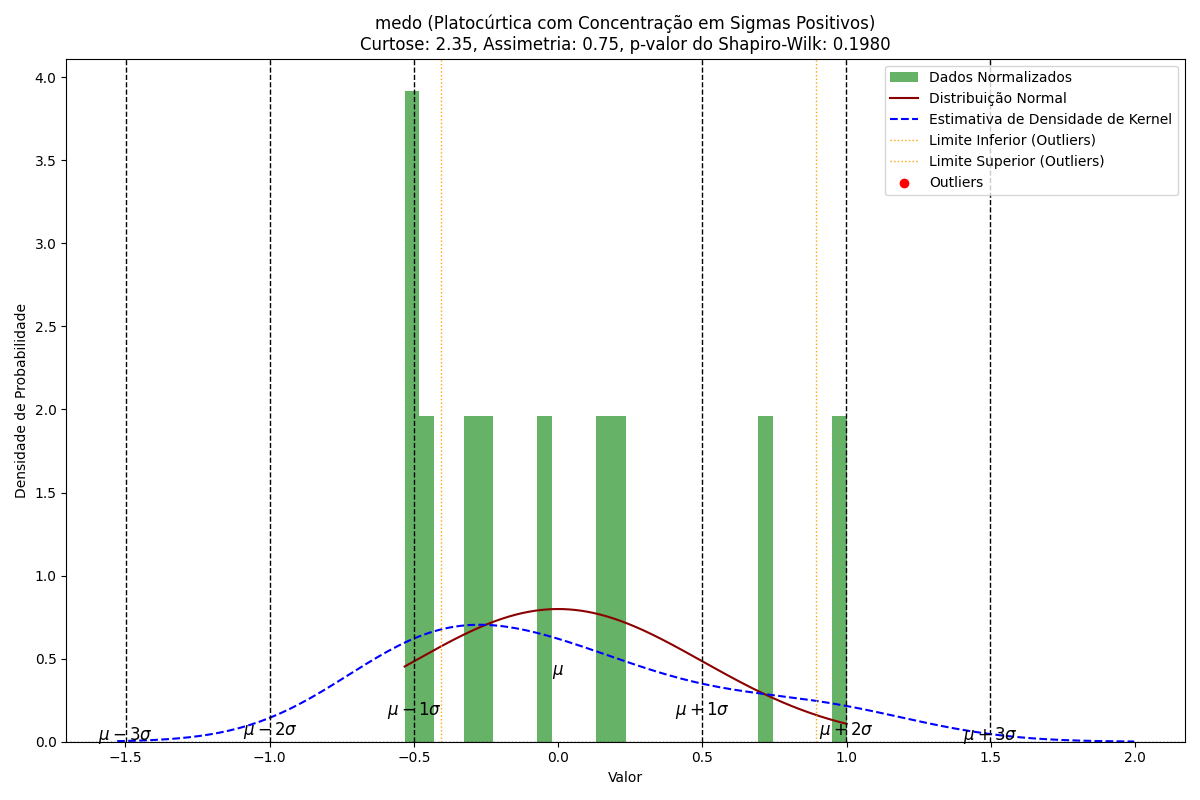 medo (Platocúrtica com Concentração em Sigmas Positivos)
Curtose: 2.35, Assimetria: 0.75, p-valor do Shapiro-Wilk: 0.1980
Densidade de Probabilidade
4.0
3.5
3.0
2.5
2.0
1.5
1.0
0.5
0.0
Dados Normalizados
Distribuição Normal
Estimativa de Densidade de Kernel
Limite Inferior (Outliers)
Limite Superior (Outliers)
Outliers
μ − 3σ
μ − 2σ
μ − 1σ
μ
μ + 1σ
μ + 2σ
μ + 3σ
−1.5
−1.0
−0.5
0.0
0.5
1.0
1.5
2.0
Valor